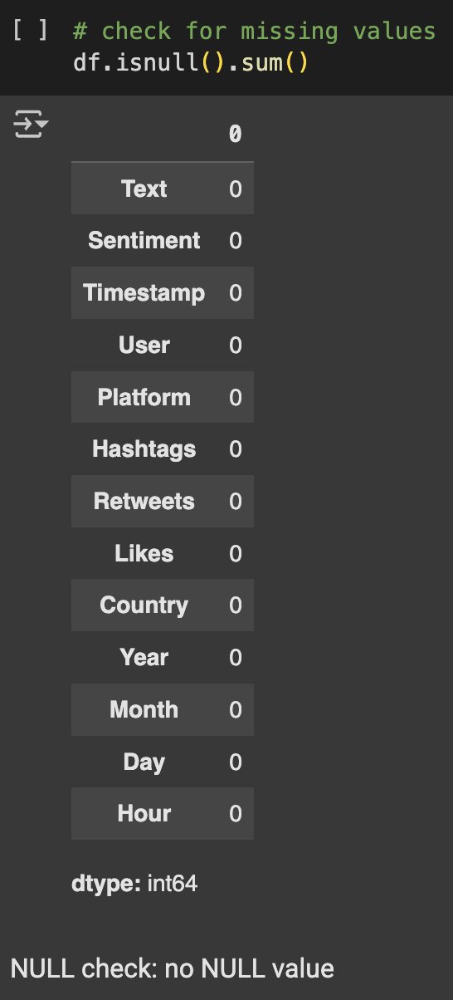 [ ] # check for missing values
df.isnull().sum()
0
Text 0
Sentiment 0
Timestamp 0
User 0
Platform 0
Hashtags 0
Retweets 0
Likes 0
Country 0
Year 0
Month 0
Day 0
Hour 0
dtype: int64
NULL check: no NULL value